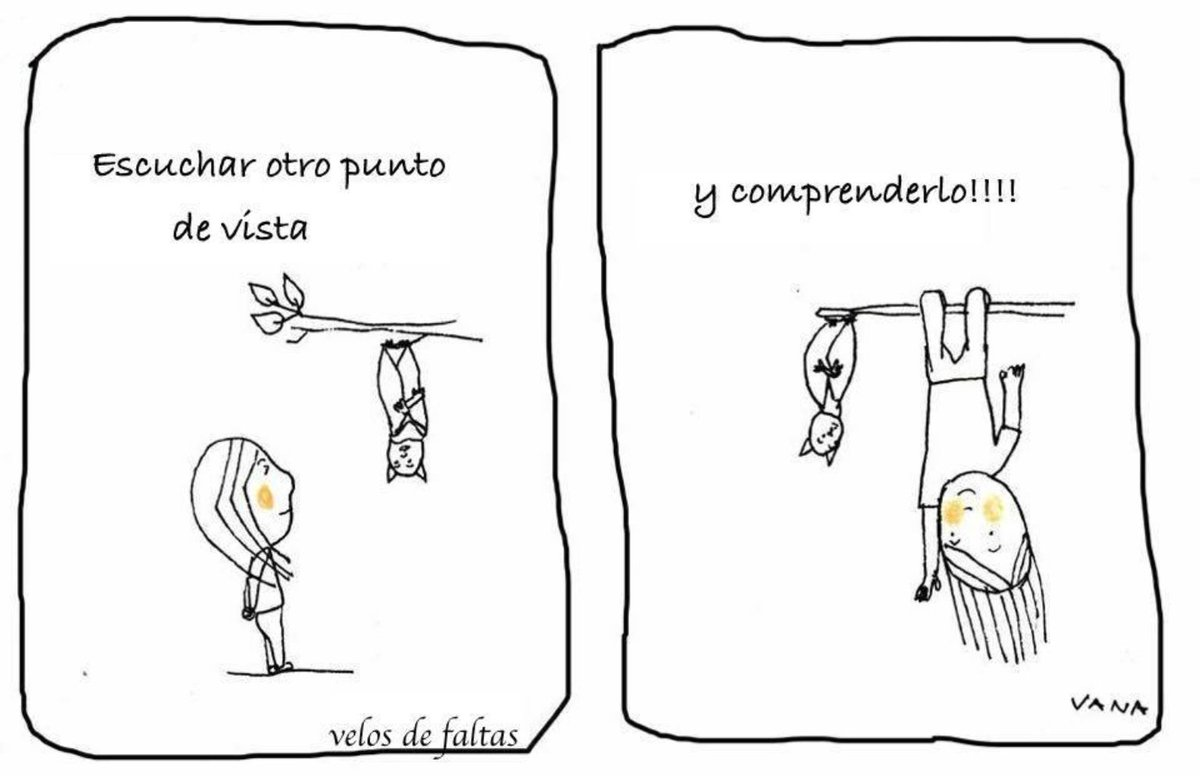 Escuchar otro punto
de vista
velos de faltas
y comprenderlo!!!!
VANA